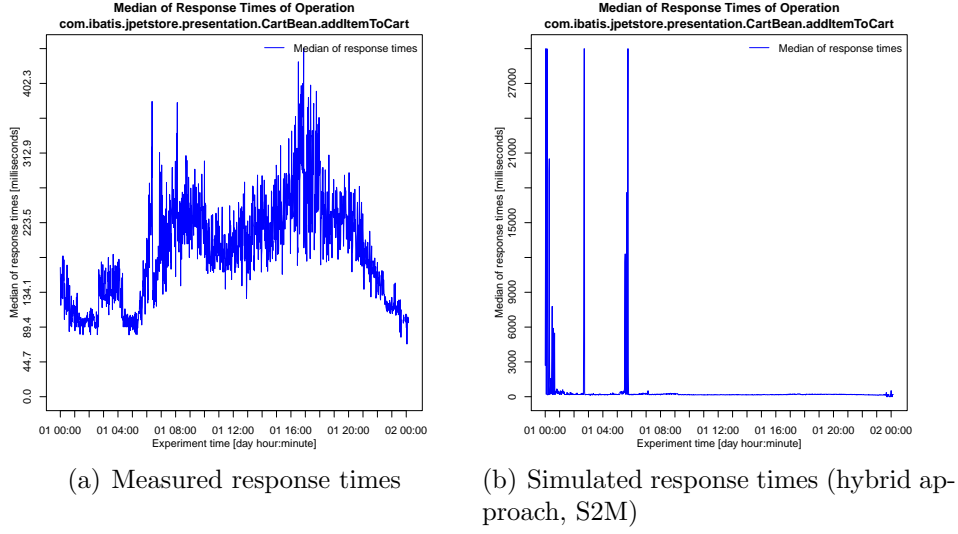 Median of Response Times of Operation
com.ibatis.jpetstore.presentation.CartBean.addItemToCart
Median of response times
Median of response times [milliseconds]
402.3
312.9
223.5
134.1
89.4
44.7
0.0
01 00:00 01 04:00 01 08:00 01 12:00 01 16:00 01 20:00 02 00:00
Experiment time [day hour:minute]
(a) Measured response times
Median of Response Times of Operation
com.ibatis.jpetstore.presentation.CartBean.addItemToCart
Median of response times
Median of response times [milliseconds]
27000
21000
15000
9000
6000
3000
0
01 00:00 01 04:00 01 08:00 01 12:00 01 16:00 01 20:00 02 00:00
Experiment time [day hour:minute]
(b) Simulated response times (hybrid ap-
proach, S2M)